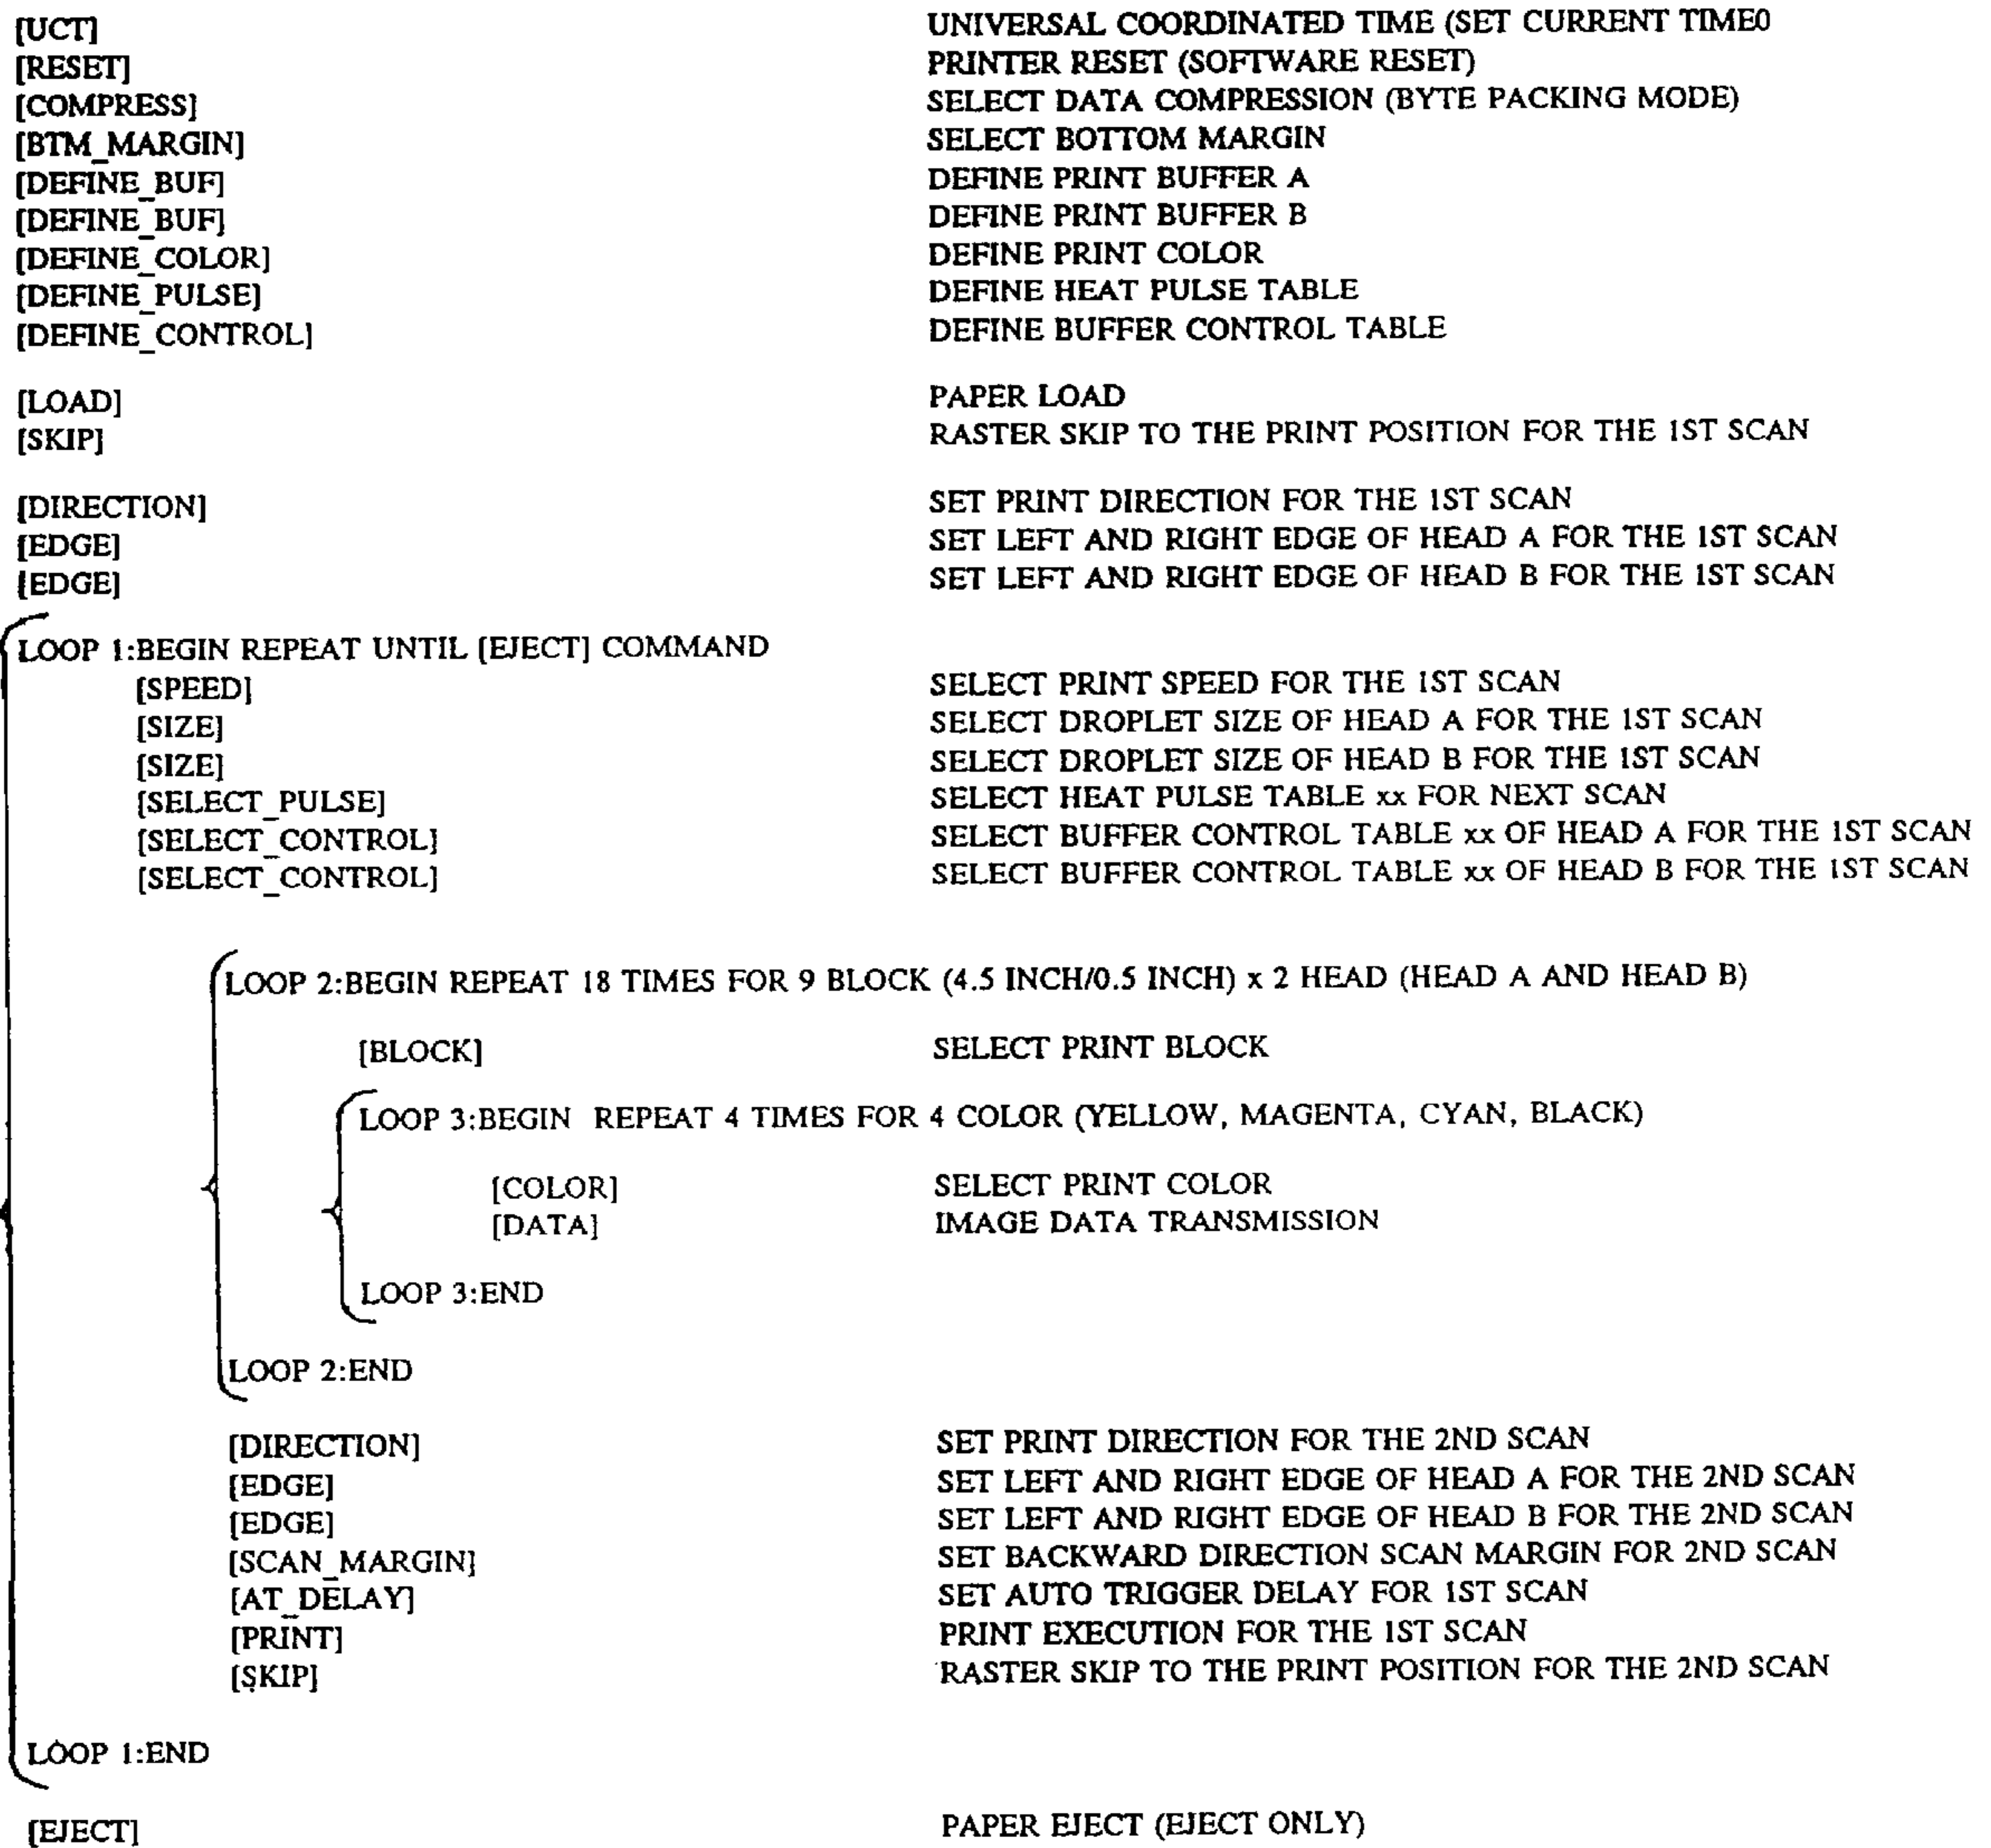 [UCT] UNIVERSAL COORDINATED TIME (SET CURRENT TIME0
[RESET] PRINTER RESET (SOFTWARE RESET)
[COMPRESS] SELECT DATA COMPRESSION (BYTE PACKING MODE)
[BTM_MARGIN] SELECT BOTTOM MARGIN
[DEFINE_BUF] DEFINE PRINT BUFFER A
[DEFINE_BUF] DEFINE PRINT BUFFER B
[DEFINE_COLOR] DEFINE PRINT COLOR
[DEFINE_PULSE] DEFINE HEAT PULSE TABLE
[DEFINE_CONTROL] DEFINE BUFFER CONTROL TABLE
[LOAD] PAPER LOAD
[SKIP] RASTER SKIP TO THE PRINT POSITION FOR THE 1ST SCAN
[DIRECTION] SET PRINT DIRECTION FOR THE 1ST SCAN
[EDGE] SET LEFT AND RIGHT EDGE OF HEAD A FOR THE 1ST SCAN
[EDGE] SET LEFT AND RIGHT EDGE OF HEAD B FOR THE 1ST SCAN
LOOP 1:BEGIN REPEAT UNTIL [EJECT] COMMAND
[SPEED] SELECT PRINT SPEED FOR THE 1ST SCAN
[SIZE] SELECT DROPLET SIZE OF HEAD A FOR THE 1ST SCAN
[SIZE] SELECT DROPLET SIZE OF HEAD B FOR THE 1ST SCAN
[SELECT_PULSE] SELECT HEAT PULSE TABLE xx FOR NEXT SCAN
[SELECT_CONTROL] SELECT BUFFER CONTROL TABLE xx OF HEAD A FOR THE 1ST SCAN
[SELECT_CONTROL] SELECT BUFFER CONTROL TABLE xx OF HEAD B FOR THE 1ST SCAN
LOOP 2:BEGIN REPEAT 18 TIMES FOR 9 BLOCK (4.5 INCH/0.5 INCH) x 2 HEAD (HEAD A AND HEAD B)
[BLOCK] SELECT PRINT BLOCK
LOOP 3:BEGIN REPEAT 4 TIMES FOR 4 COLOR (YELLOW, MAGENTA, CYAN, BLACK)
[COLOR] SELECT PRINT COLOR
[DATA] IMAGE DATA TRANSMISSION
LOOP 3:END
LOOP 2:END
[DIRECTION] SET PRINT DIRECTION FOR THE 2ND SCAN
[EDGE] SET LEFT AND RIGHT EDGE OF HEAD A FOR THE 2ND SCAN
[EDGE] SET LEFT AND RIGHT EDGE OF HEAD B FOR THE 2ND SCAN
[SCAN_MARGIN] SET BACKWARD DIRECTION SCAN MARGIN FOR 2ND SCAN
[AT_DELAY] SET AUTO TRIGGER DELAY FOR 1ST SCAN
[PRINT] PRINT EXECUTION FOR THE 1ST SCAN
[SKIP] RASTER SKIP TO THE PRINT POSITION FOR THE 2ND SCAN
LOOP 1:END
[EJECT] PAPER EJECT (EJECT ONLY)